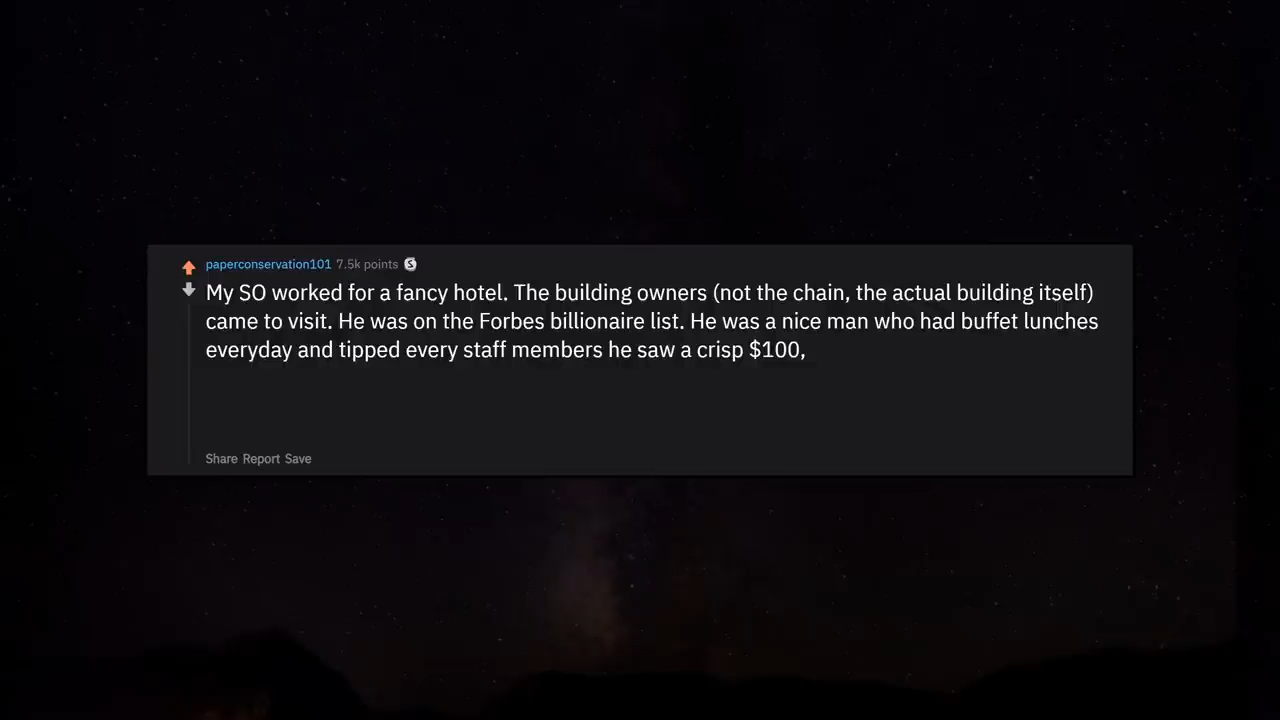 paperconservation101 7.5k points S
My SO worked for a fancy hotel. The building owners (not the chain, the actual building itself)
came to visit. He was on the Forbes billionaire list. He was a nice man who had buffet lunches
everyday and tipped every staff members he saw a crisp $100,
Share Report Save